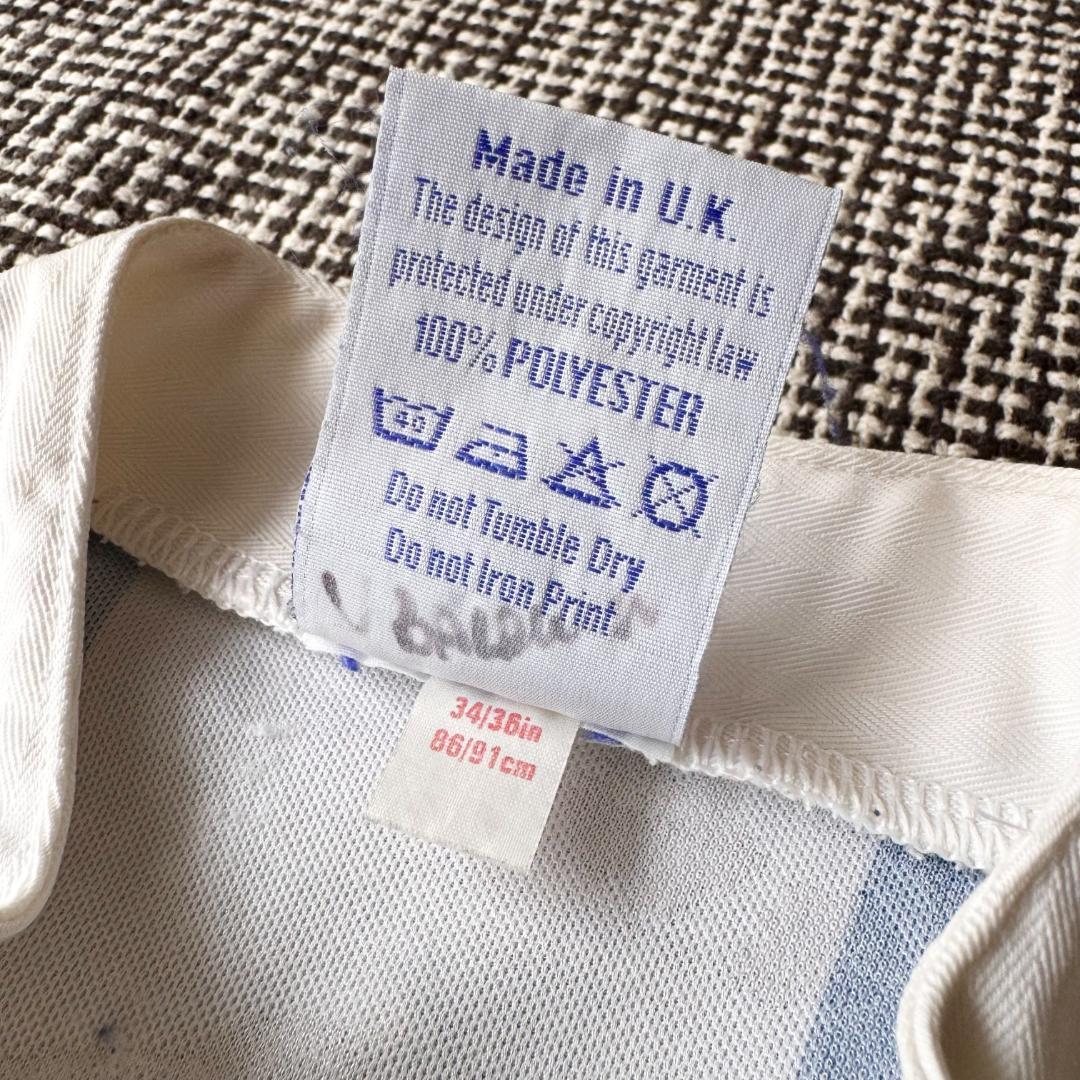 Made in U.K.
The design of this garment is
protected under copyright law
100% POLYESTER
40
Do not Tumble Dry
Do not Iron Print
34/36in
86/91cm